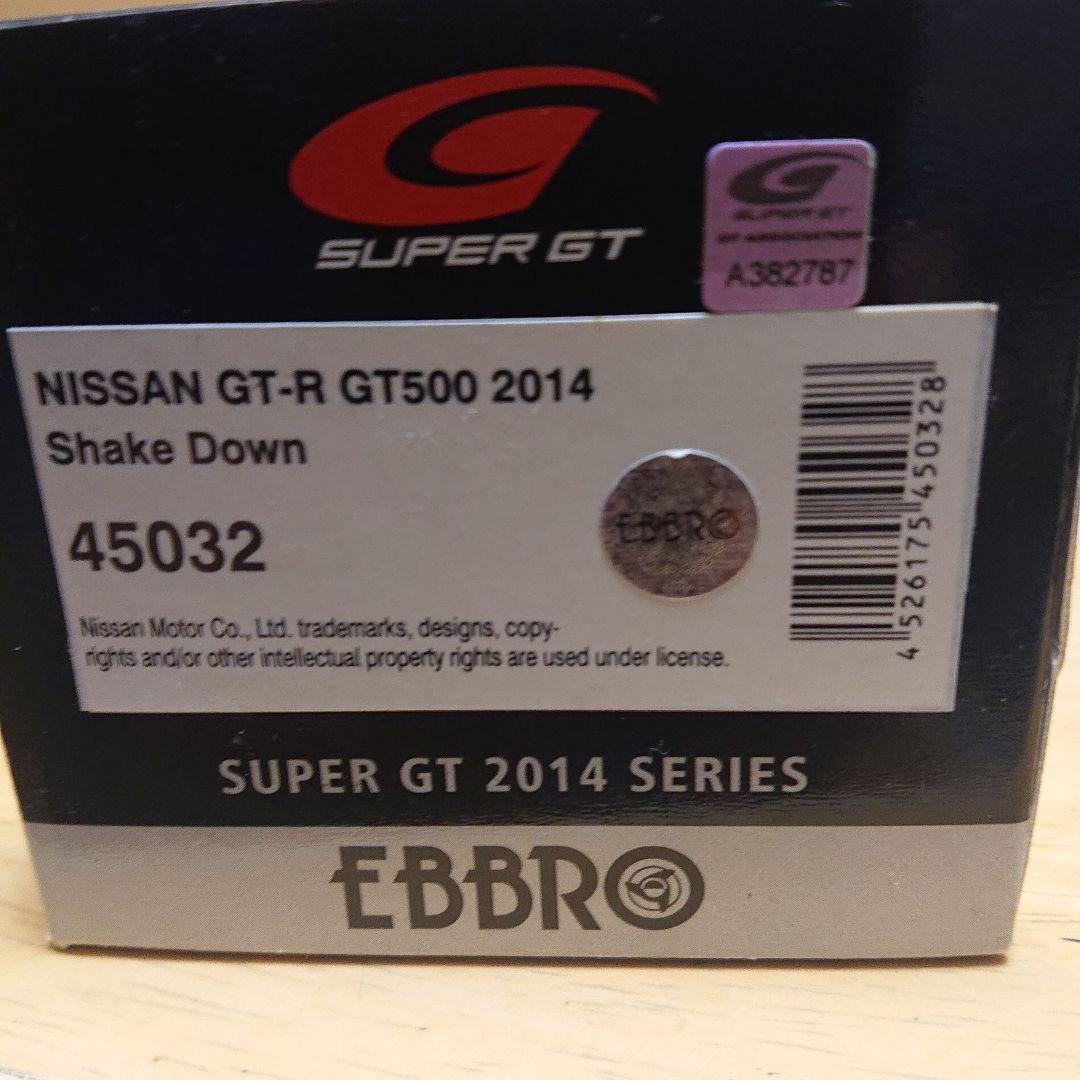 SUPER GT
SUPER GT
GT ASSOCIATION
A382787
NISSAN GT-R GT500 2014
Shake Down
45032
EBBRO
Nissan Motor Co., Ltd. trademarks, designs, copy-
rights and/or other intellectual property rights are used under license.
4 526175 450328
SUPER GT 2014 SERIES
EBBRO